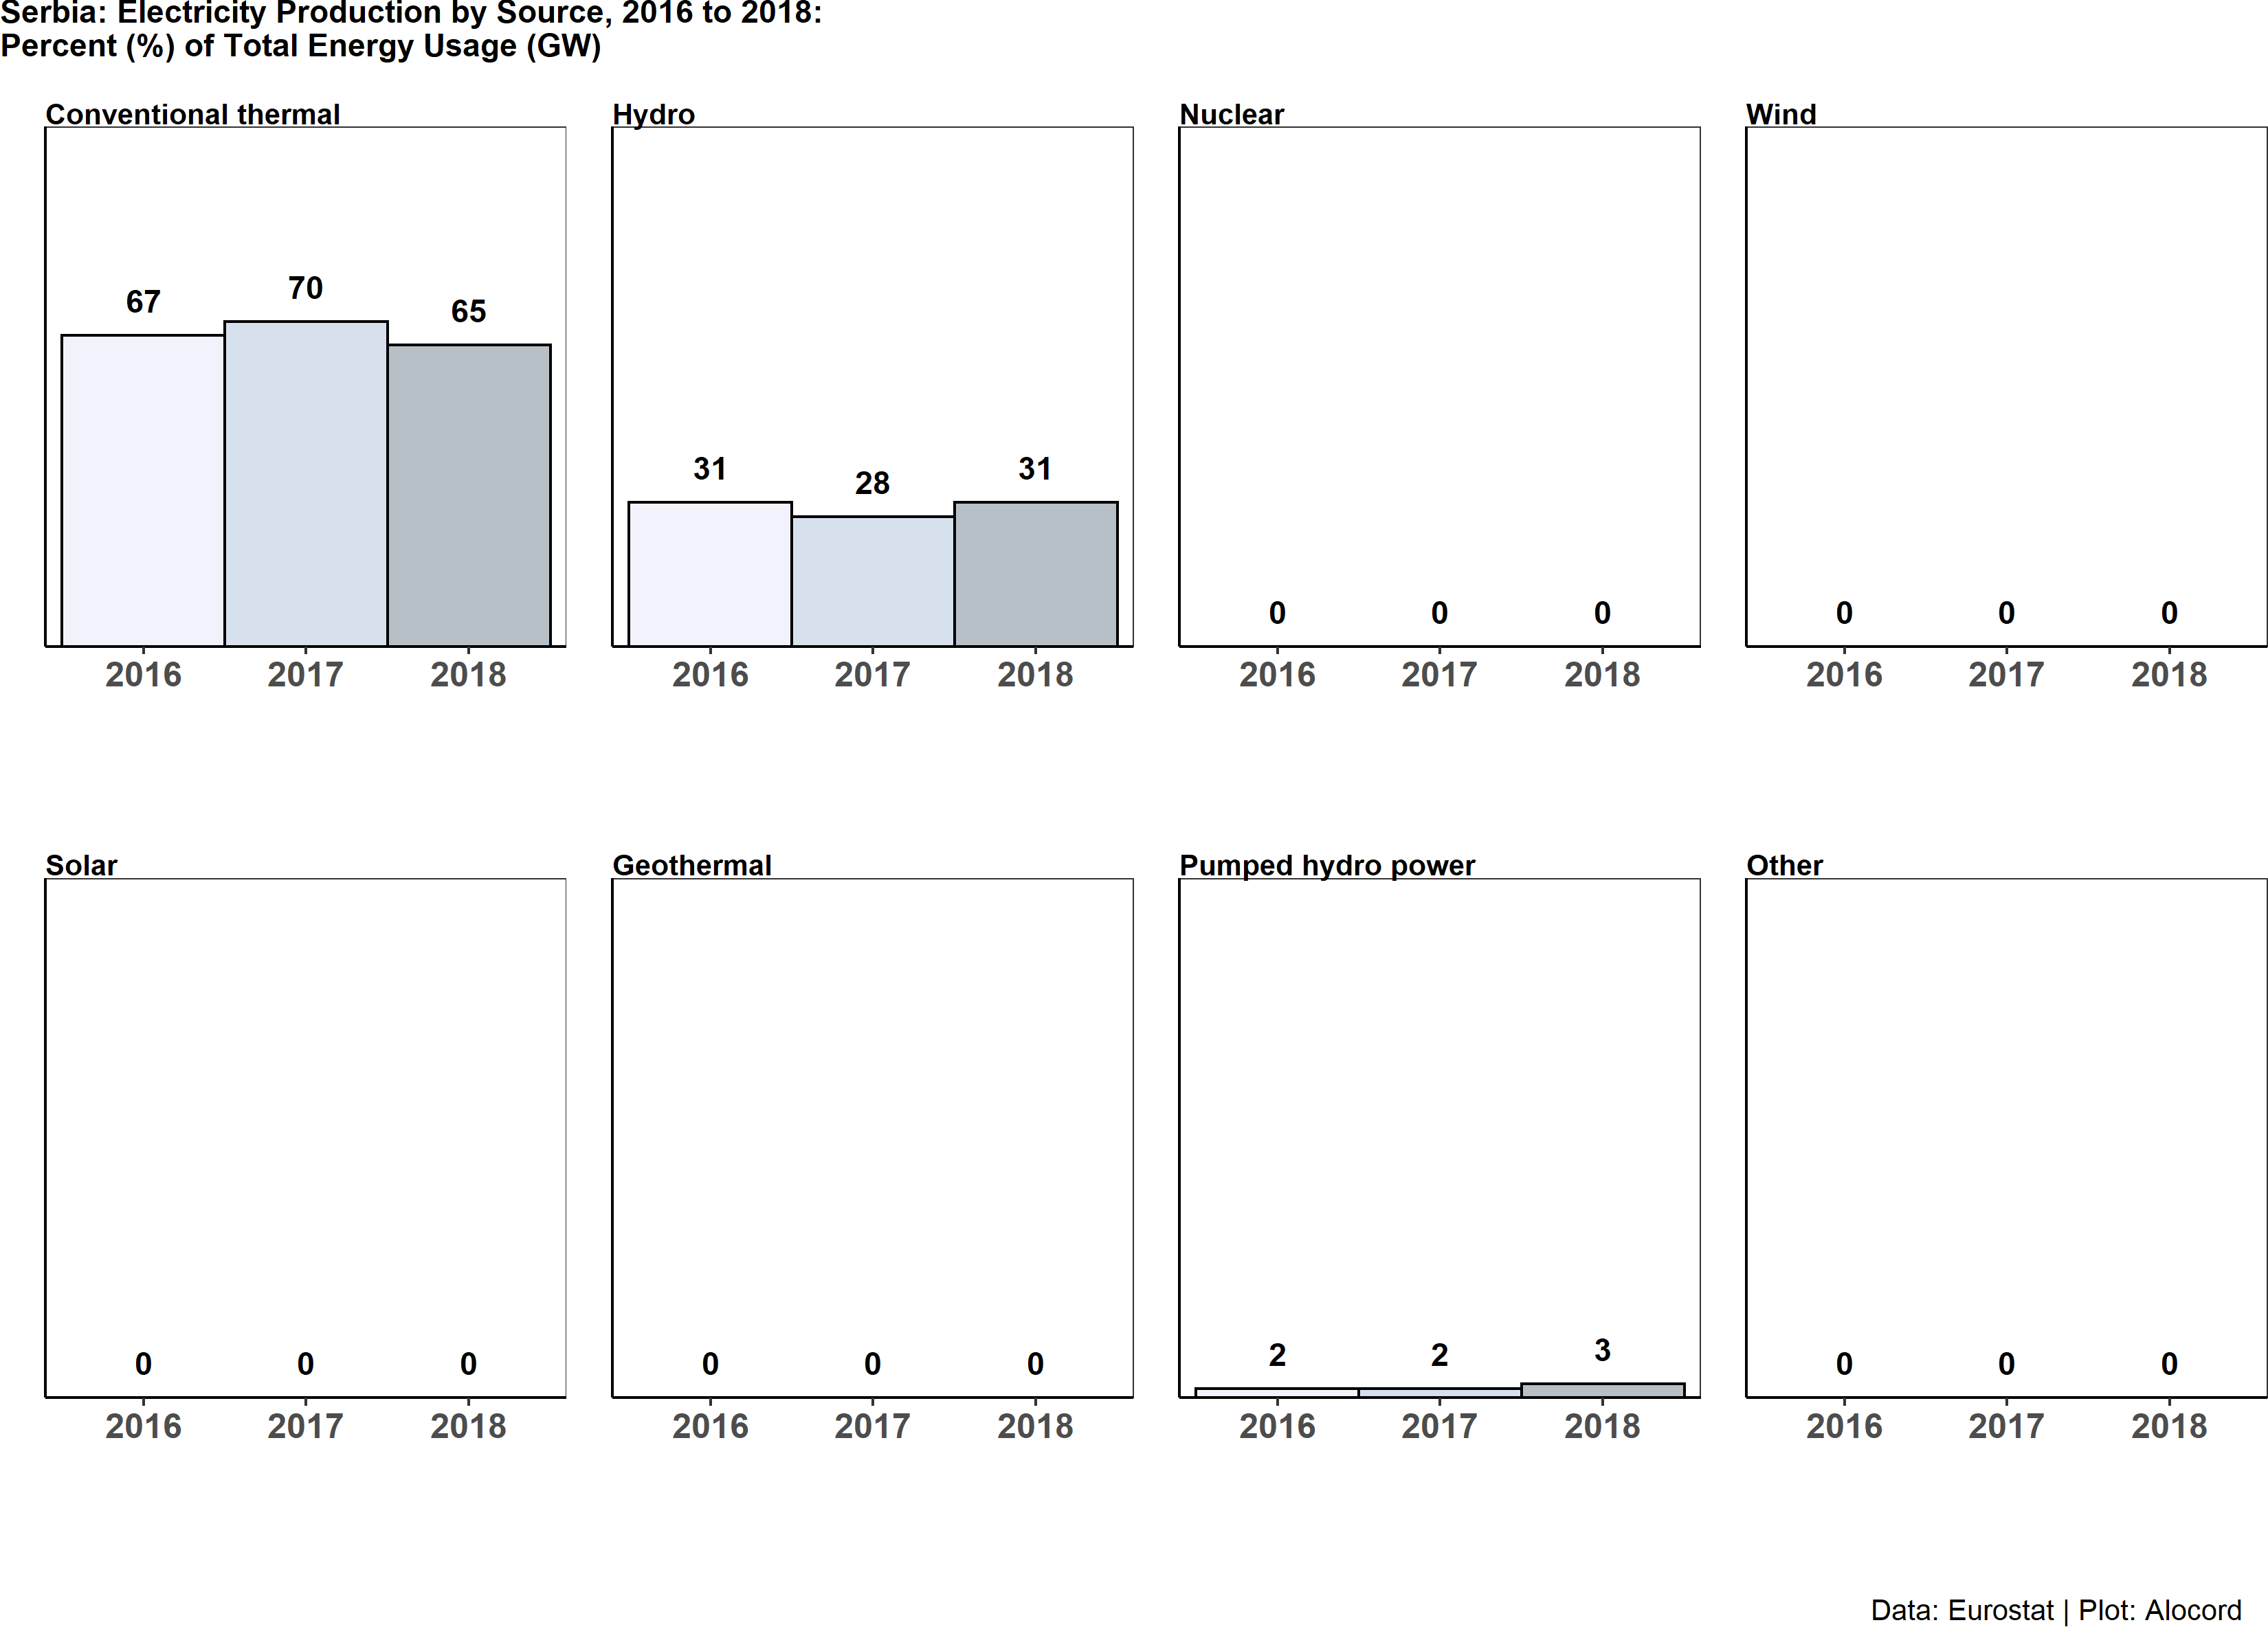 Serbia: Electricity Production by Source, 2016 to 2018:
Percent (%) of Total Energy Usage (GW)
Conventional thermal
67
70
65
2016 2017 2018
Hydro
31
28
31
2016 2017 2018
Nuclear
0 0 0
2016 2017 2018
Wind
0 0 0
2016 2017 2018
Solar
0 0 0
2016 2017 2018
Geothermal
0 0 0
2016 2017 2018
Pumped hydro power
2 2 3
2016 2017 2018
Other
0 0 0
2016 2017 2018
Data: Eurostat | Plot: Alocord